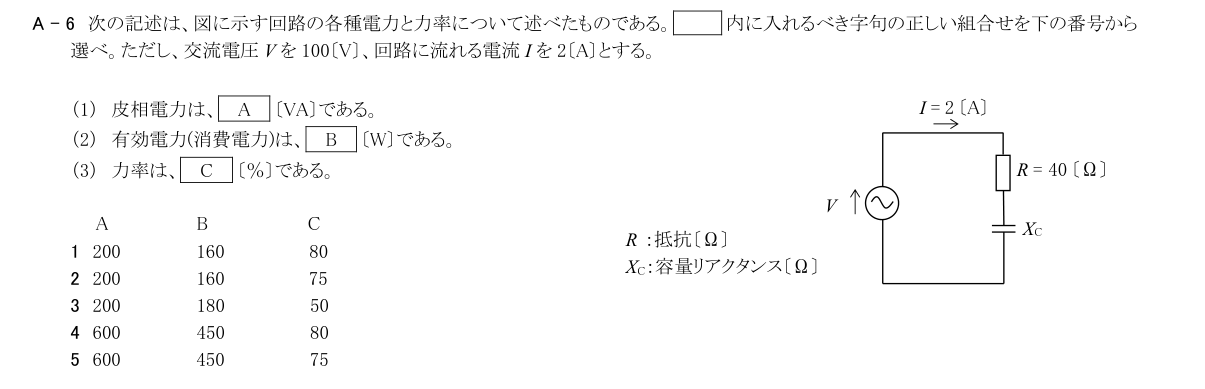 A－6 次の記述は、図に示す回路の各種電力と力率について述べたものである。 内に入れるべき字句の正しい組合せを下の番号から
選べ。ただし、交流電圧 V を 100〔V〕、回路に流れる電流 I を 2〔A〕とする。
(1) 皮相電力は、 A 〔VA〕である。
(2) 有効電力(消費電力)は、 B 〔W〕である。
(3) 力率は、 C 〔%〕である。
A B C
1 200 160 80
2 200 160 75
3 200 180 50
4 600 450 80
5 600 450 75
R ：抵抗〔Ω〕
XC：容量リアクタンス〔Ω〕
I = 2〔A〕
R = 40〔Ω〕
V
XC